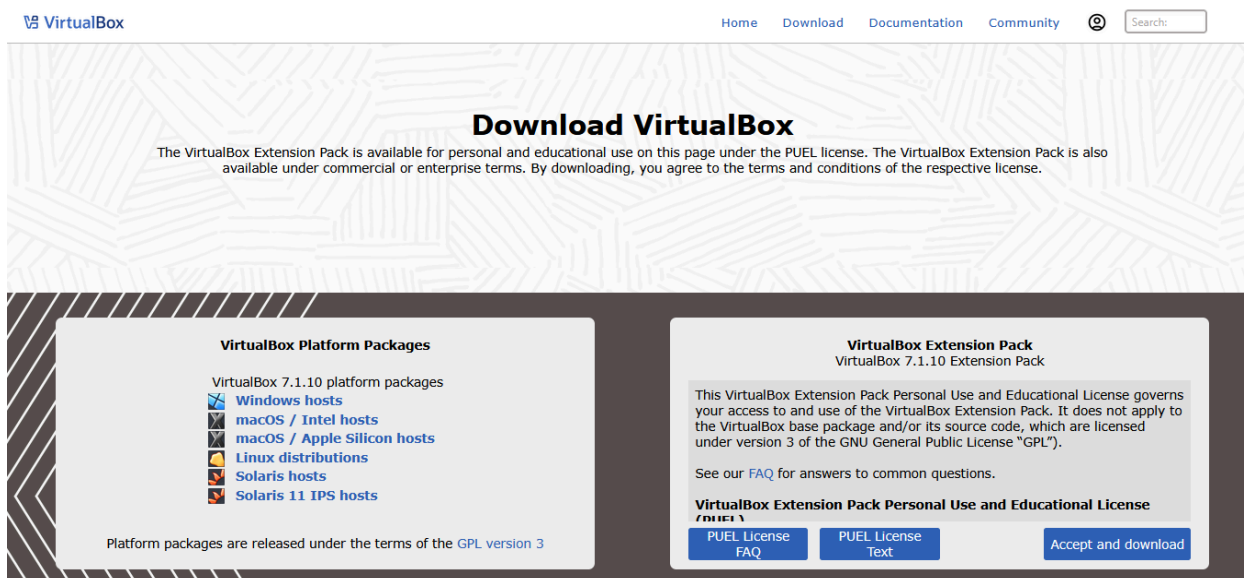 VirtualBox
Home Download Documentation Community Search:
Download VirtualBox
The VirtualBox Extension Pack is available for personal and educational use on this page under the PUEL license. The VirtualBox Extension Pack is also
available under commercial or enterprise terms. By downloading, you agree to the terms and conditions of the respective license.
VirtualBox Platform Packages
VirtualBox 7.1.10 platform packages
Windows hosts
macOS / Intel hosts
macOS / Apple Silicon hosts
Linux distributions
Solaris hosts
Solaris 11 IPS hosts
Platform packages are released under the terms of the GPL version 3
VirtualBox Extension Pack
VirtualBox 7.1.10 Extension Pack
This VirtualBox Extension Pack Personal Use and Educational License governs
your access to and use of the VirtualBox Extension Pack. It does not apply to
the VirtualBox base package and/or its source code, which are licensed
under version 3 of the GNU General Public License “GPL”).
See our FAQ for answers to common questions.
VirtualBox Extension Pack Personal Use and Educational License
(PUEL)
PUEL License
FAQ
PUEL License
Text
Accept and download